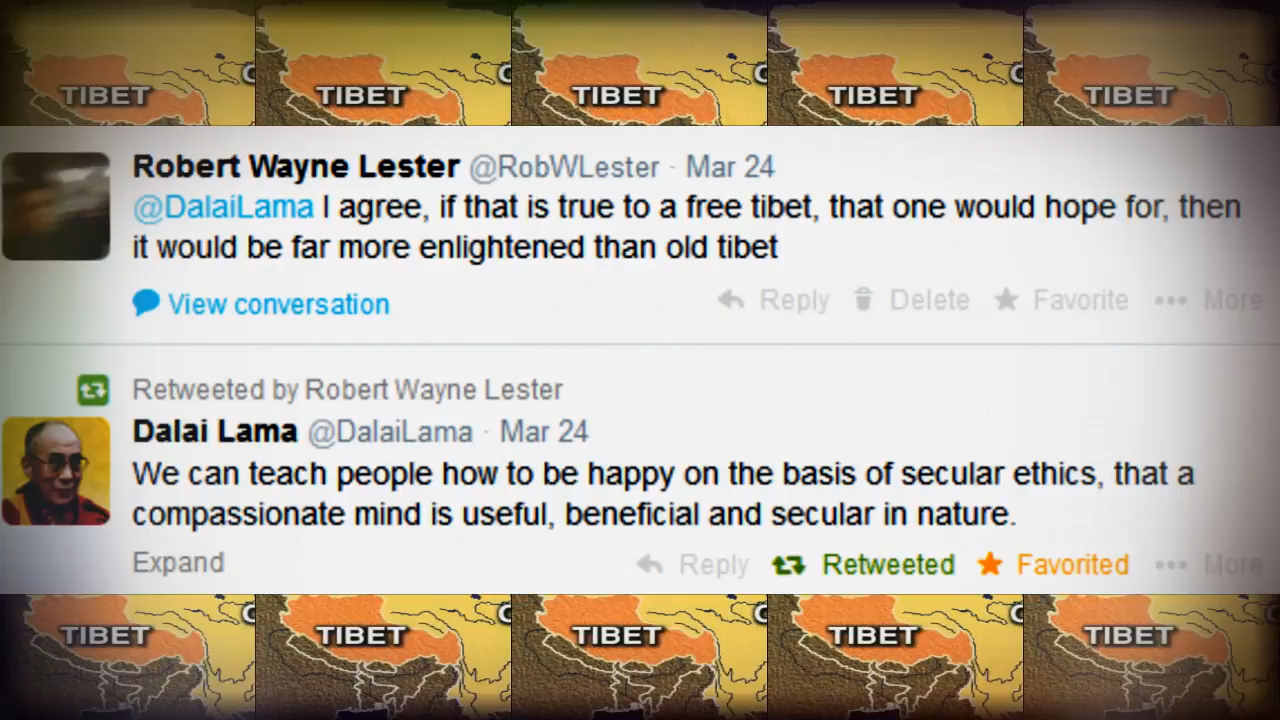 TIBET TIBET TIBET TIBET TIBET
Robert Wayne Lester @RobWLester · Mar 24
@DalaiLama I agree, if that is true to a free tibet, that one would hope for, then
it would be far more enlightened than old tibet
View conversation Reply Delete Favorite More
Retweeted by Robert Wayne Lester
Dalai Lama @DalaiLama · Mar 24
We can teach people how to be happy on the basis of secular ethics, that a
compassionate mind is useful, beneficial and secular in nature.
Expand Reply Retweeted Favorited More
TIBET TIBET TIBET TIBET TIBET